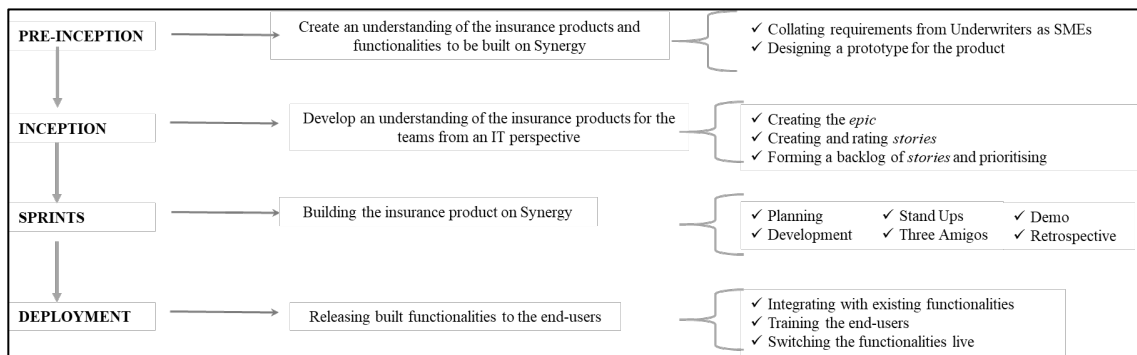 PRE-INCEPTION
Create an understanding of the insurance products and
functionalities to be built on Synergy
✓ Collating requirements from Underwriters as SMEs
✓ Designing a prototype for the product
INCEPTION
Develop an understanding of the insurance products for the
teams from an IT perspective
✓ Creating the epic
✓ Creating and rating stories
✓ Forming a backlog of stories and prioritising
SPRINTS
Building the insurance product on Synergy
✓ Planning ✓ Stand Ups ✓ Demo
✓ Development ✓ Three Amigos ✓ Retrospective
DEPLOYMENT
Releasing built functionalities to the end-users
✓ Integrating with existing functionalities
✓ Training the end-users
✓ Switching the functionalities live